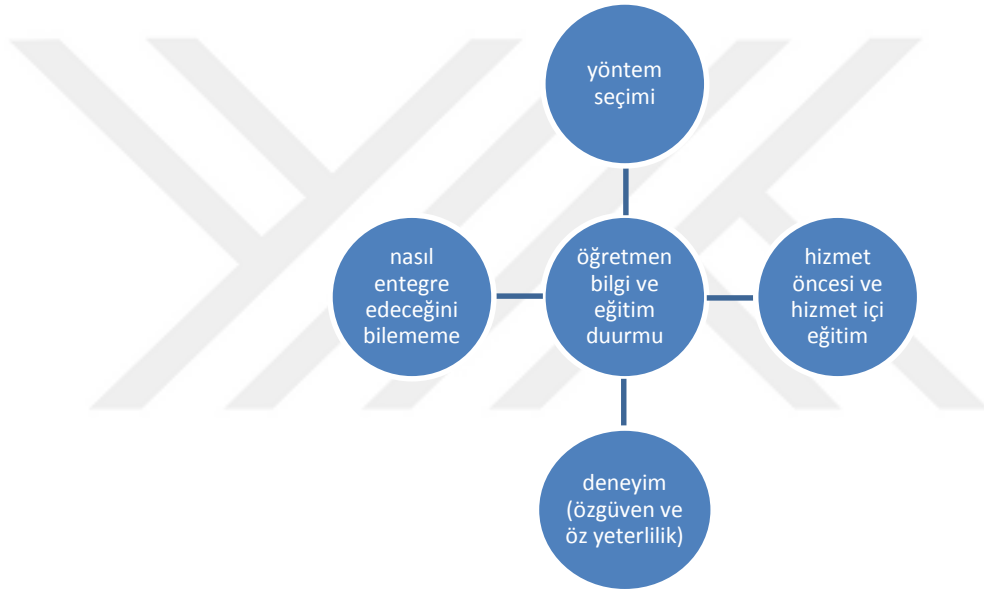 yöntem
seçimi
nasıl
entegre
edeceğini
bilememe
öğretmen
bilgi ve
eğitim
duurmu
hizmet
öncesi ve
hizmet içi
eğitim
deneyim
(özgüven ve
öz yeterlilik)